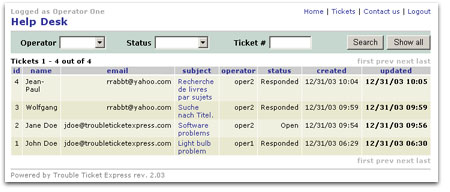 Logged as Operator One
Home | Tickets | Contact us | Logout
Help Desk
Operator Status Ticket # Search Show all
Tickets 1 - 4 out of 4 first prev next last
id name email subject operator status created updated
4 Jean-Paul rrabbt@yahoo.com Recherche de livres par sujets oper2 Responded 12/31/03 10:04 12/31/03 10:05
3 Wolfgang rrabbt@yahoo.com Suche nach Titel. oper2 Responded 12/31/03 09:59 12/31/03 09:59
2 Jane Doe jdoe@troubleticketexpress.com Software problems oper2 Open 12/31/03 09:54 12/31/03 09:56
1 John Doe jdoe@troubleticketexpress.com Light bulb problem oper1 Responded 12/31/03 06:29 12/31/03 06:30
first prev next last
Powered by Trouble Ticket Express rev. 2.03